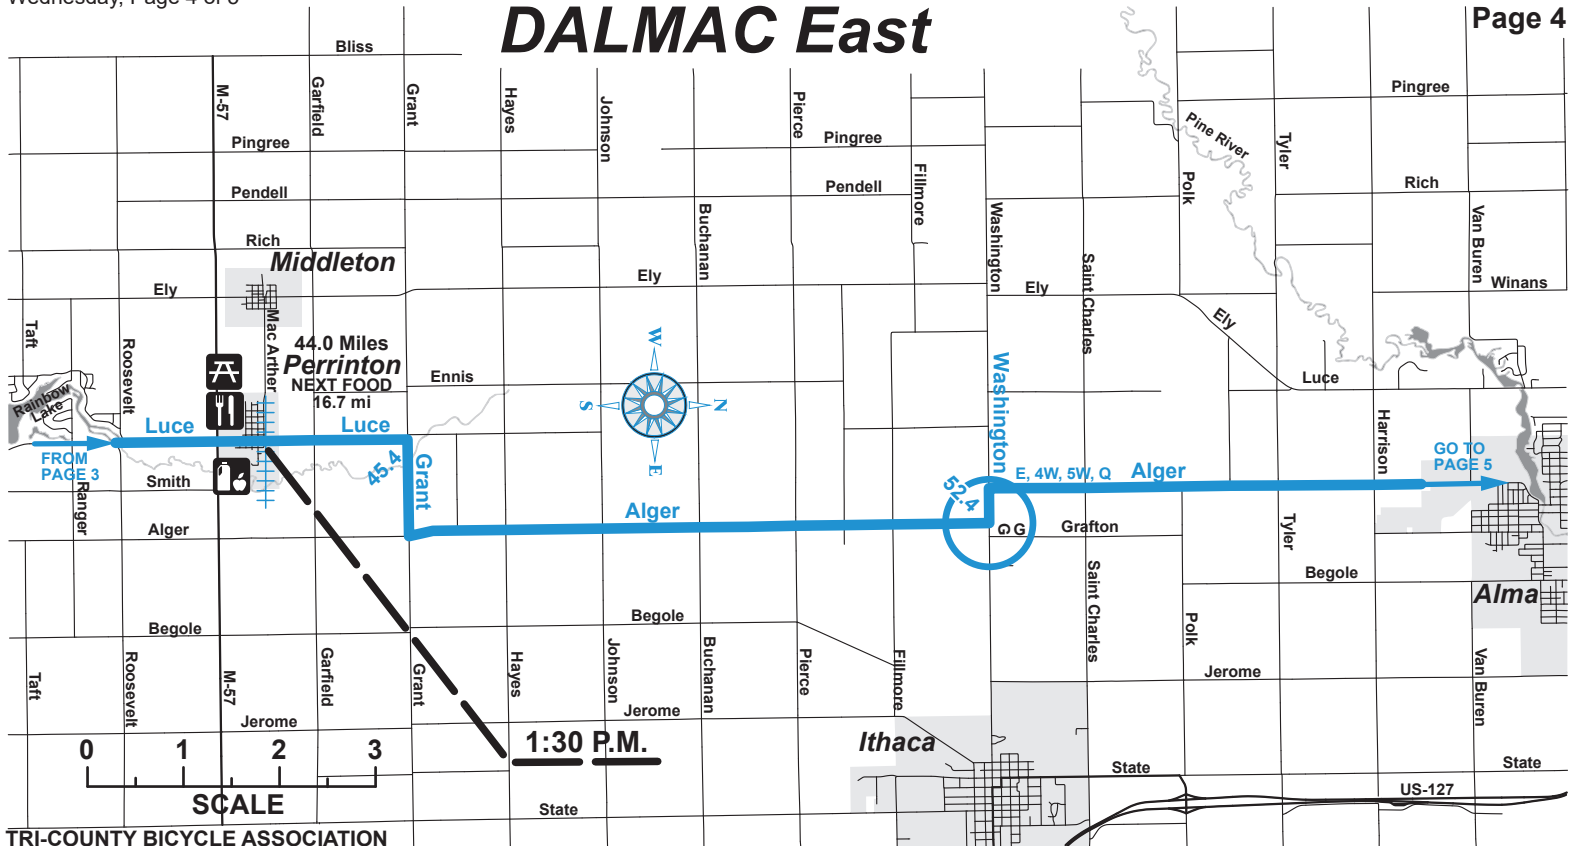 DALMAC East
Page 4
Bliss
M-57
Garfield
Grant
Hayes
Johnson
Pierce
Pingree
Pingree
Pingree
Pine River
Tyler
Pendell
Pendell
Fillmore
Polk
Rich
Rich
Buchanan
Washington
Van Buren
Middleton
Ely
Ely
Ely
Saint Charles
Winans
Taft
Roosevelt
Mac Arther
44.0 Miles
Perrinton
NEXT FOOD
16.7 mi
Ennis
W
S
N
E
Ely
Luce
Washington
Rainbow
Lake
Luce
Luce
Harrison
FROM
PAGE 3
45.4
Grant
GO TO
PAGE 5
Smith
Ranger
E, 4W, 5W, Q
Alger
52.4
Alger
Alger
G G
Grafton
Tyler
Saint Charles
Begole
Alma
Begole
Begole
Polk
Taft
Roosevelt
M-57
Garfield
Grant
Hayes
Johnson
Buchanan
Pierce
Fillmore
Jerome
Van Buren
Jerome
Jerome
0 1 2 3
SCALE
1:30 P.M.
Ithaca
State
State
State
US-127
TRI-COUNTY BICYCLE ASSOCIATION